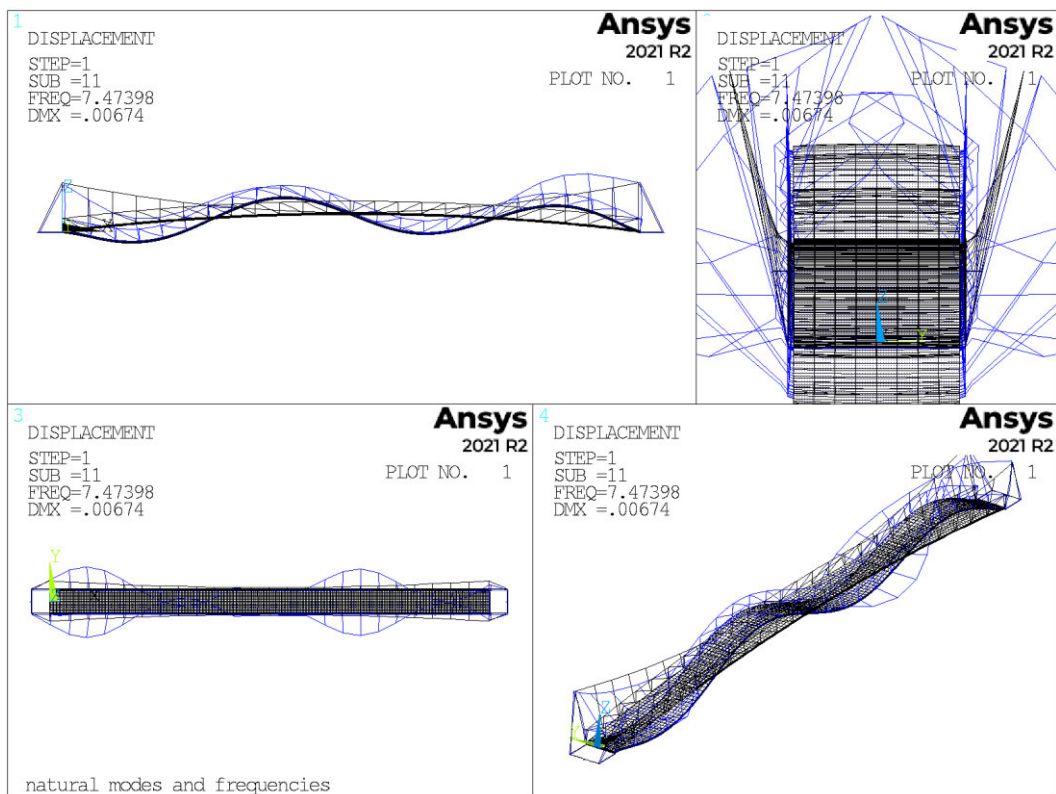 1
Ansys
2021 R2
DISPLACEMENT
STEP=1
SUB =11
FREQ=7.47398
DMX =.00674
PLOT NO. 1
Z
X
Ansys
2021 R2
DISPLACEMENT
STEP=1
SUB =11
FREQ=7.47398
DMX =.00674
PLOT NO. 1
Z
Y
3
Ansys
2021 R2
DISPLACEMENT
STEP=1
SUB =11
FREQ=7.47398
DMX =.00674
PLOT NO. 1
Y
natural modes and frequencies
4
Ansys
2021 R2
DISPLACEMENT
STEP=1
SUB =11
FREQ=7.47398
DMX =.00674
PLOT NO. 1
Z
Y